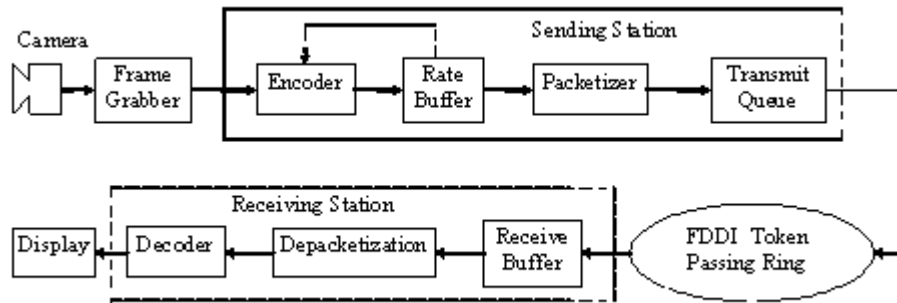 Camera
Sending Station
Frame
Grabber
Encoder
Rate
Buffer
Packetizer
Transmit
Queue
Receiving Station
Display
Decoder
Depacketization
Receive
Buffer
FDDI Token
Passing Ring